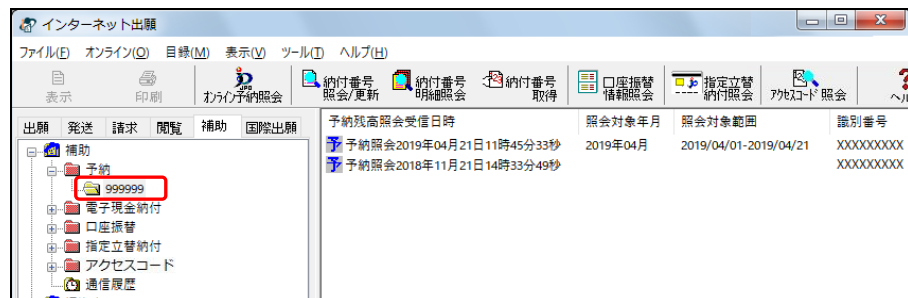 インターネット出願
ファイル(F) オンライン(O) 目録(M) 表示(V) ツール(T) ヘルプ(H)
表示
印刷
オンライン予納照会
納付番号
照会/更新
納付番号
明細照会
納付番号
取得
口座振替
情報照会
指定立替
納付照会
アクセスコード照会
出願 発送 請求 閲覧 補助 国際出願
補助
予納
999999
電子現金納付
口座振替
指定立替納付
アクセスコード
通信履歴
予納残高照会受信日時 照会対象年月 照会対象範囲 識別番号
予納照会2019年04月21日11時45分33秒 2019年04月 2019/04/01-2019/04/21 XXXXXXXXX
予納照会2018年11月21日14時33分49秒 XXXXXXXXX